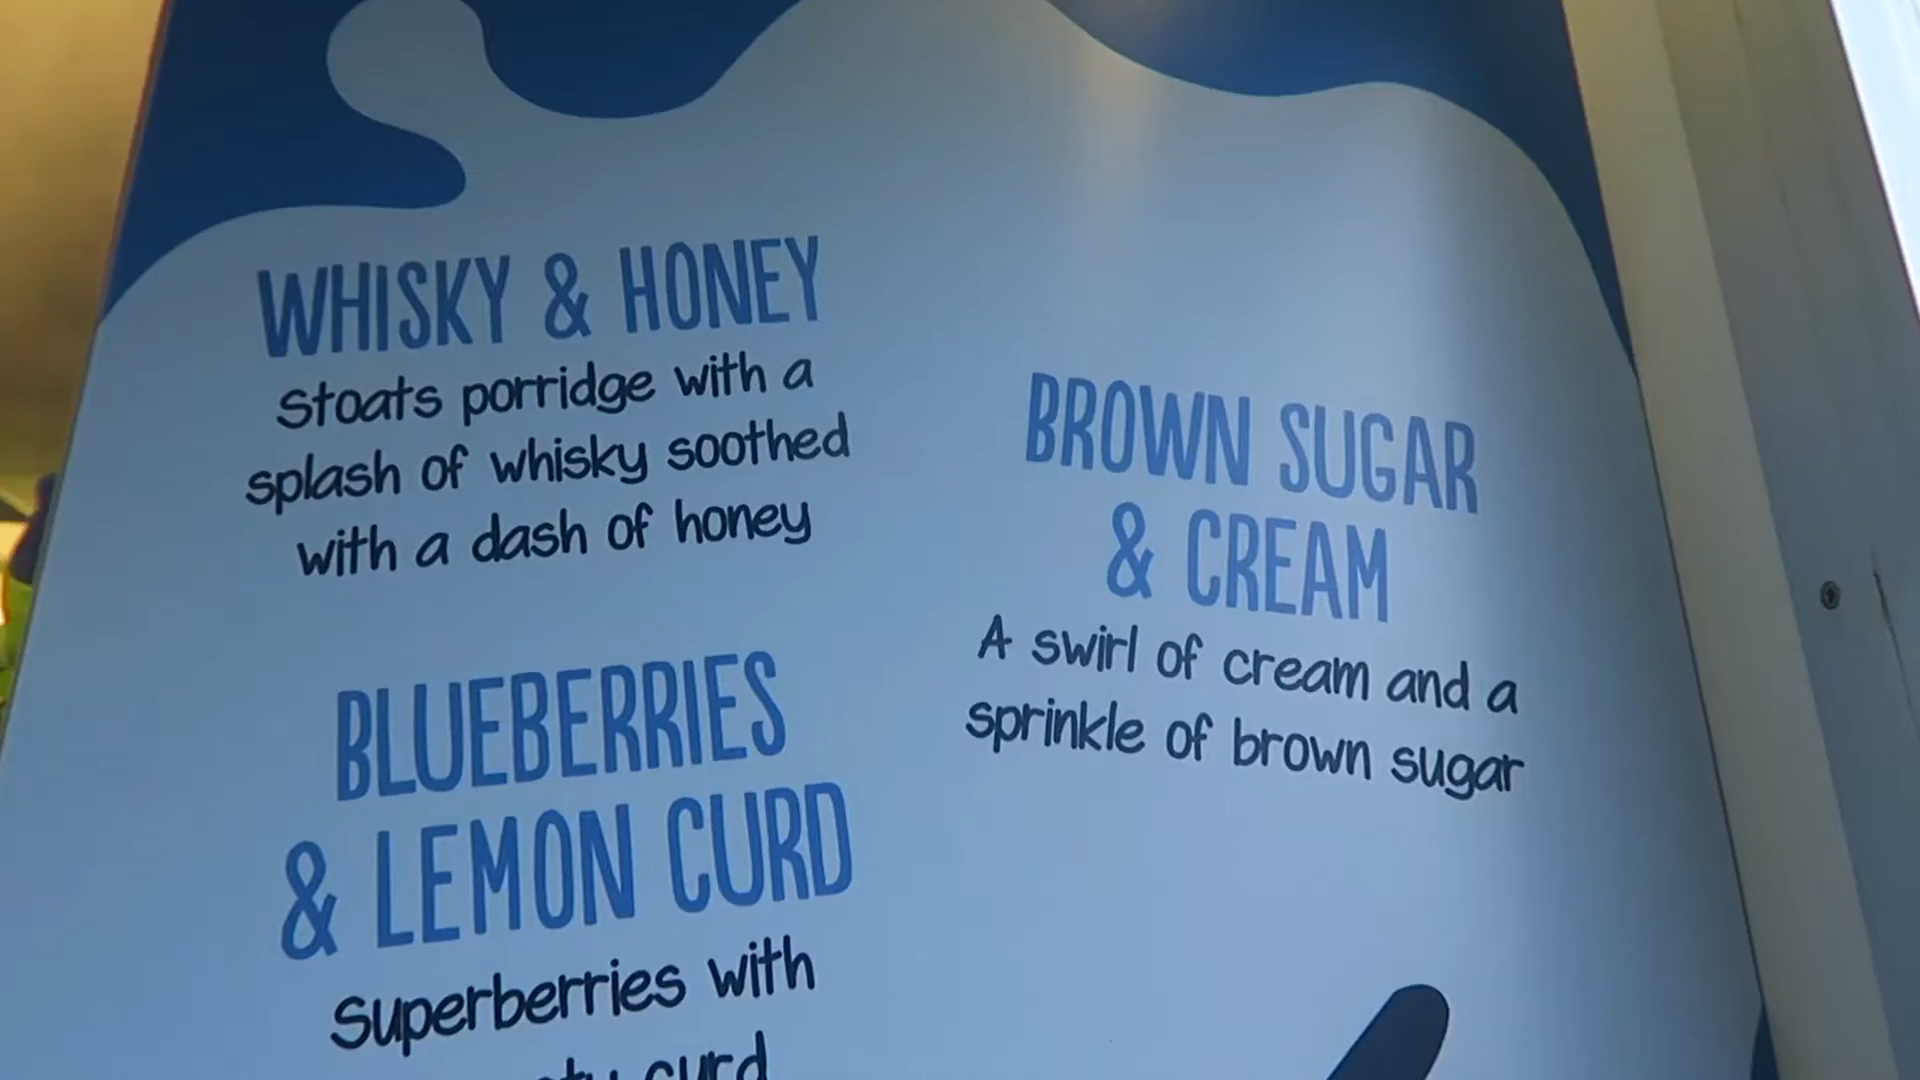 WHISKY & HONEY
Stoats porridge with a
splash of whisky soothed
with a dash of honey
BLUEBERRIES
& LEMON CURD
Superberries with
curd
BROWN SUGAR
& CREAM
A swirl of cream and a
sprinkle of brown sugar